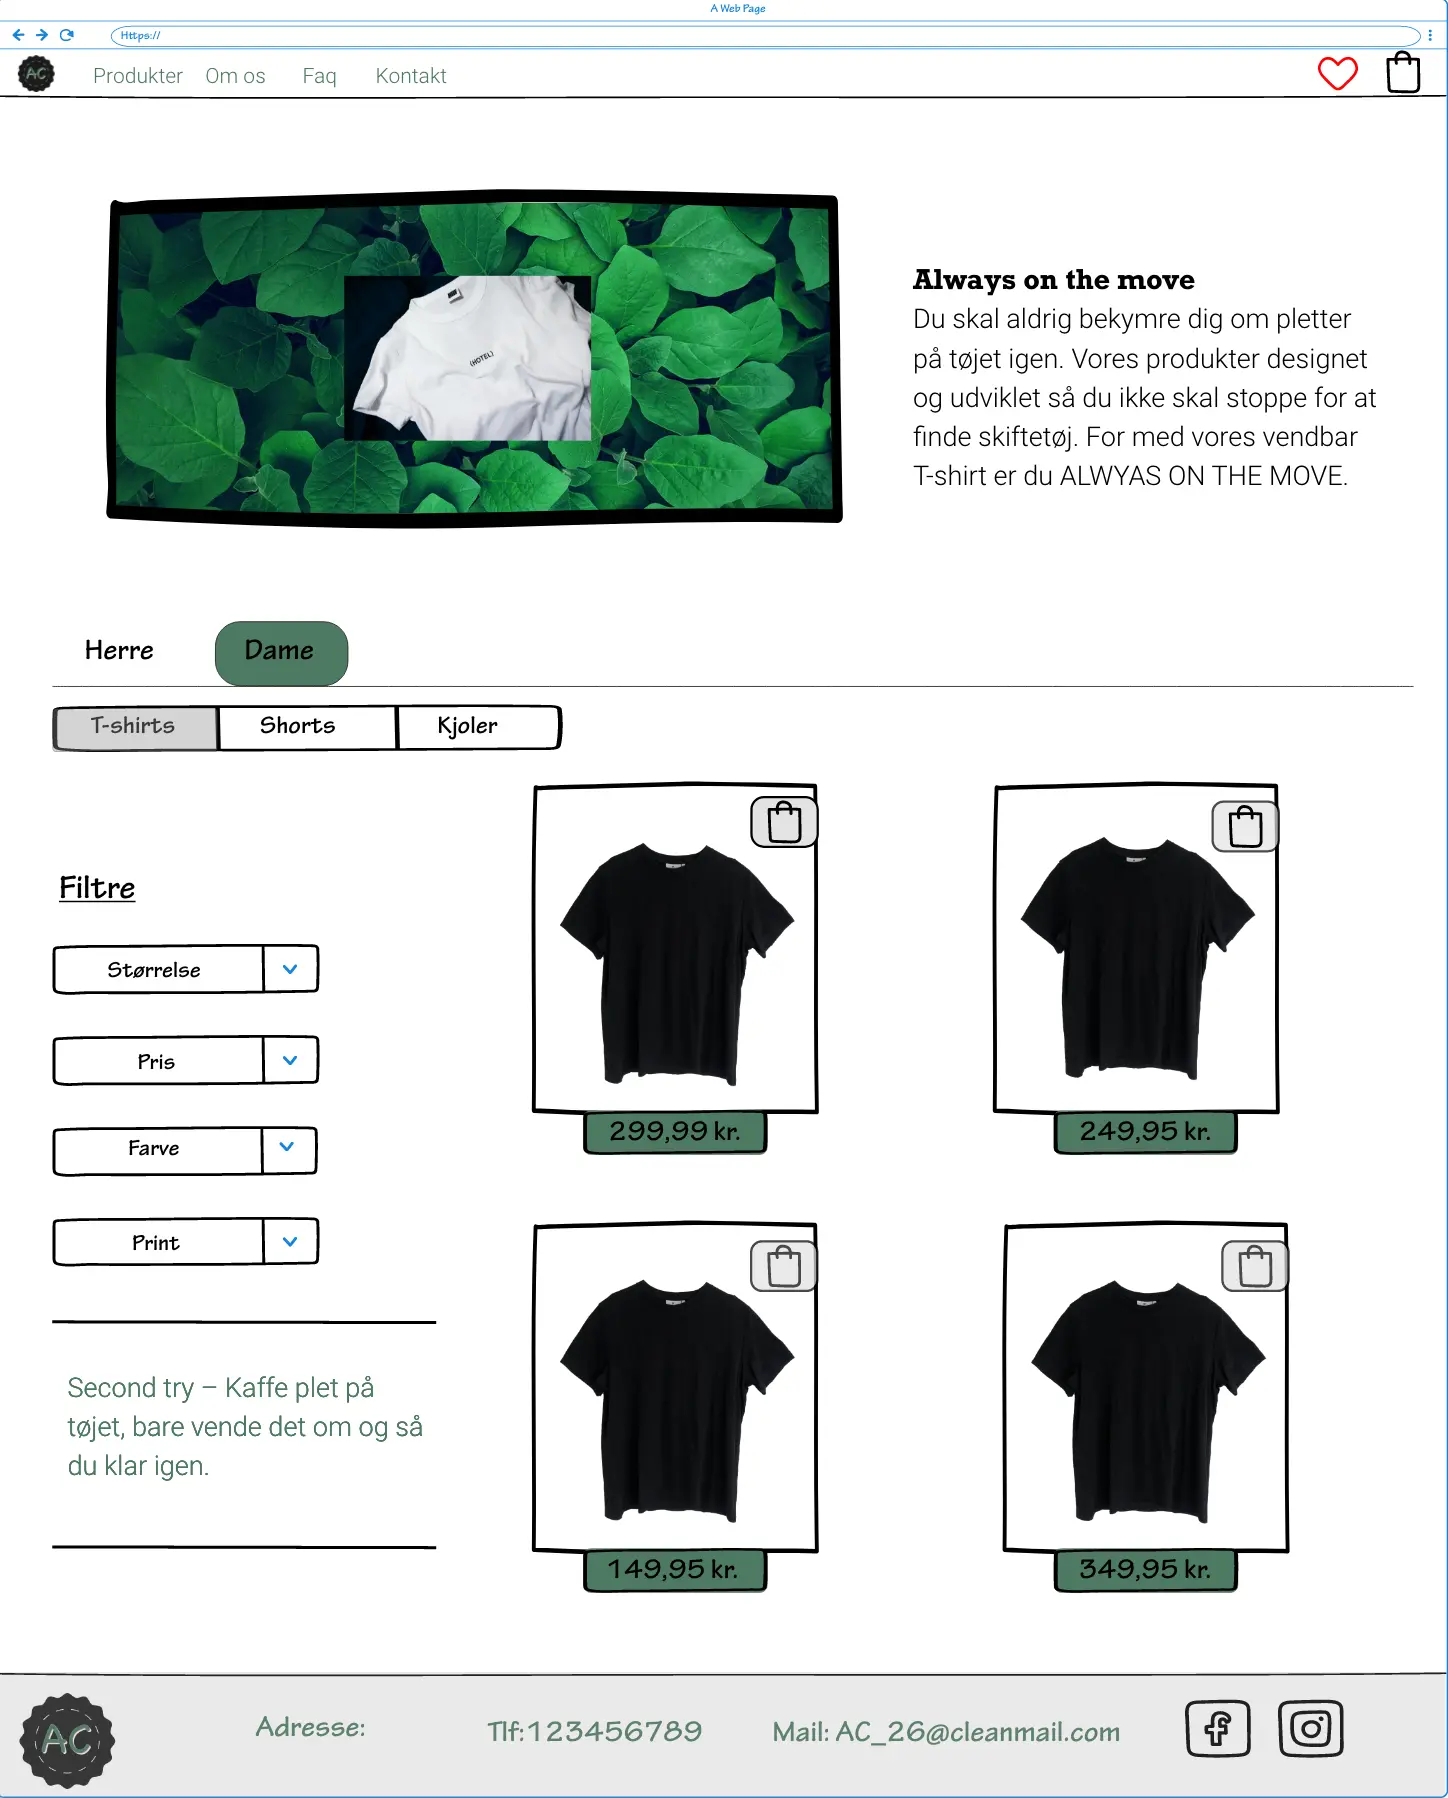 A Web Page
Https://
AC
Produkter Om os Faq Kontakt
(HOTEL)
Always on the move
Du skal aldrig bekymre dig om pletter
på tøjet igen. Vores produkter designet
og udviklet så du ikke skal stoppe for at
finde skiftetøj. For med vores vendbar
T-shirt er du ALWYAS ON THE MOVE.
Herre Dame
T-shirts Shorts Kjoler
Filtre
Størrelse
Pris
Farve
Print
Second try – Kaffe plet på
tøjet, bare vende det om og så
du klar igen.
299,99 kr.
249,95 kr.
149,95 kr.
349,95 kr.
AC
Adresse:
Tlf:123456789
Mail: AC_26@cleanmail.com